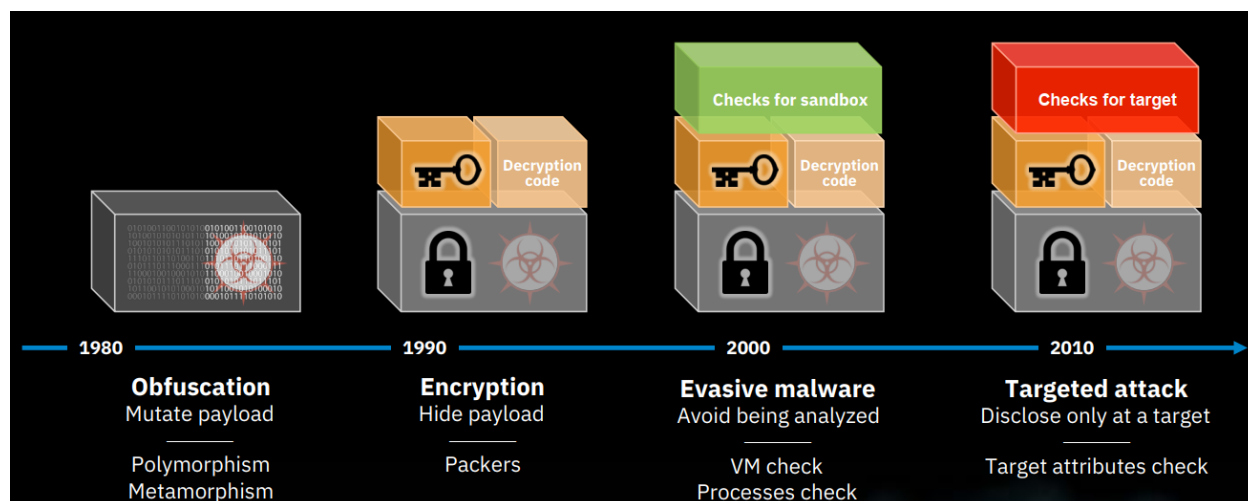 Checks for sandbox
Checks for target
Decryption
code
Decryption
code
Decryption
code
1980
1990
2000
2010
Obfuscation
Mutate payload
Polymorphism
Metamorphism
Encryption
Hide payload
Packers
Evasive malware
Avoid being analyzed
VM check
Processes check
Targeted attack
Disclose only at a target
Target attributes check